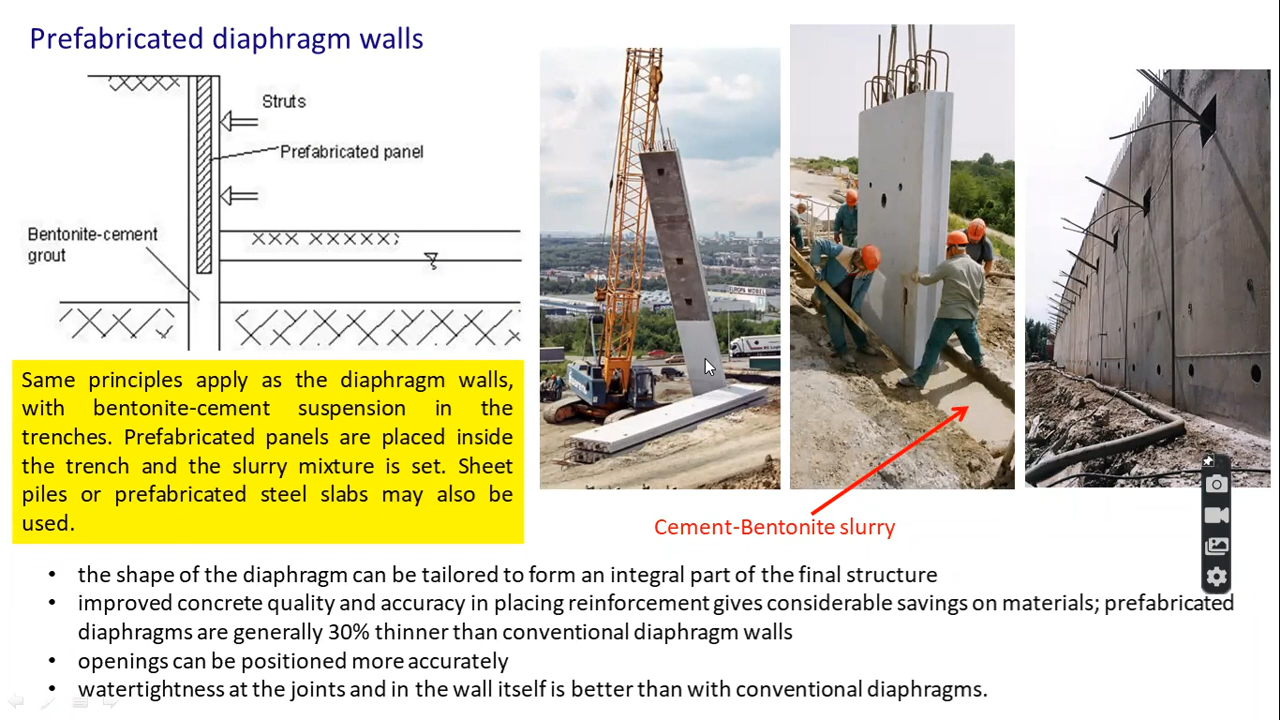 Prefabricated diaphragm walls
Struts
Prefabricated panel
Bentonite-cement
grout
Same principles apply as the diaphragm walls,
with bentonite-cement suspension in the
trenches. Prefabricated panels are placed inside
the trench and the slurry mixture is set. Sheet
piles or prefabricated steel slabs may also be
used.
EUROPA MÖBEL
Cement-Bentonite slurry
• the shape of the diaphragm can be tailored to form an integral part of the final structure
• improved concrete quality and accuracy in placing reinforcement gives considerable savings on materials; prefabricated
diaphragms are generally 30% thinner than conventional diaphragm walls
• openings can be positioned more accurately
• watertightness at the joints and in the wall itself is better than with conventional diaphragms.